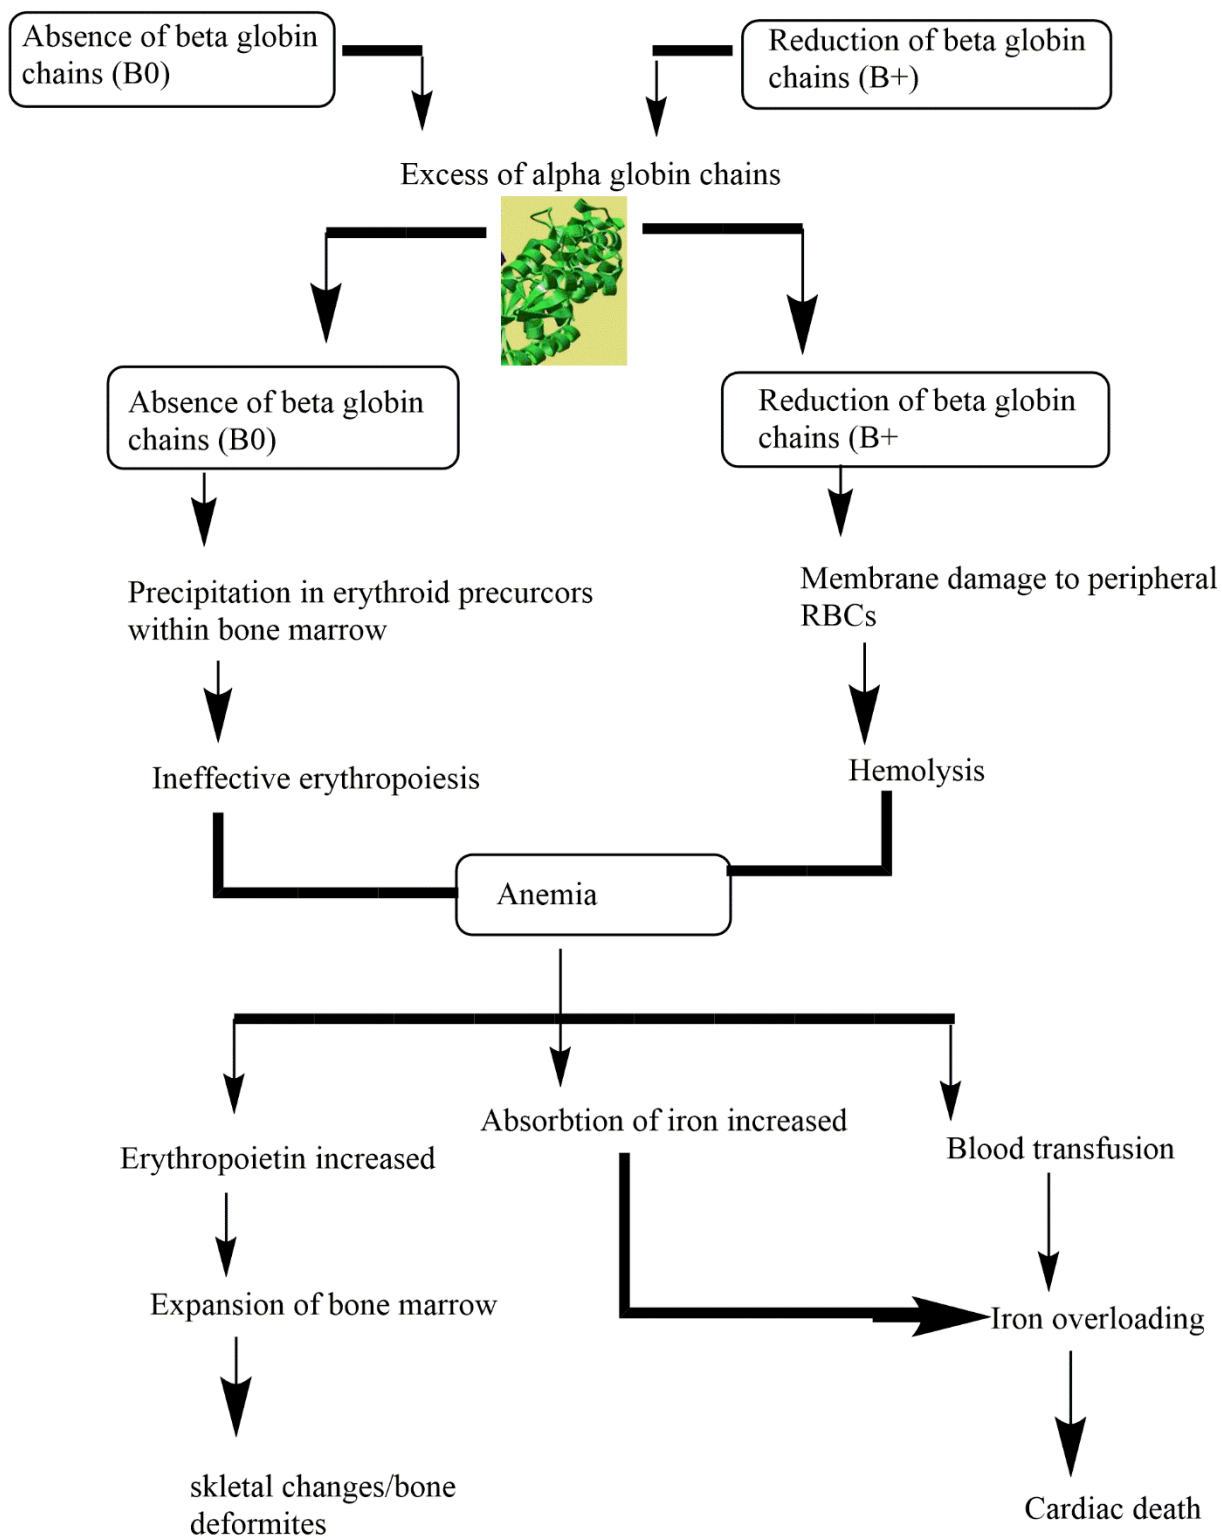 Absence of beta globin
chains (B0)
Reduction of beta globin
chains (B+)
Excess of alpha globin chains
Absence of beta globin
chains (B0)
Reduction of beta globin
chains (B+
Precipitation in erythroid precurcors
within bone marrow
Membrane damage to peripheral
RBCs
Ineffective erythropoiesis
Hemolysis
Anemia
Erythropoietin increased
Absorbtion of iron increased
Blood transfusion
Expansion of bone marrow
Iron overloading
skletal changes/bone
deformites
Cardiac death